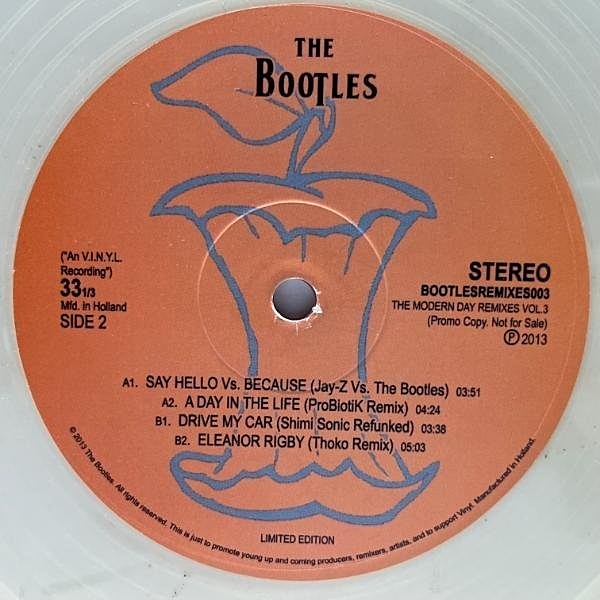 THE
BOOTLES
("An V.I.N.Y.L.
Recording")
33 1/3
Mfd. in Holland
SIDE 2
STEREO
BOOTLESREMIXES003
THE MODERN DAY REMIXES VOL.3
(Promo Copy. Not for Sale)
Ⓟ 2013
A1. SAY HELLO Vs. BECAUSE (Jay-Z Vs. The Bootles) 03:51
A2. A DAY IN THE LIFE (ProBiotiK Remix) 04:24
B1. DRIVE MY CAR (Shimi Sonic Refunked) 03:38
B2. ELEANOR RIGBY (Thoko Remix) 05:03
LIMITED EDITION
© 2013 The Bootles. All rights reserved. This is just to promote young up and coming producers, remixers, artists, and to support Vinyl. Manufactured in Holland.